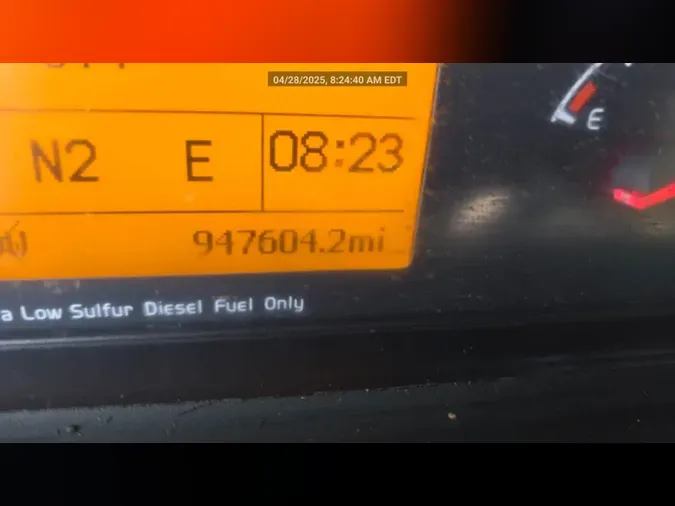 04/28/2025, 8:24:40 AM EDT
N2 E 08:23
E
947604.2mi
a Low Sulfur Diesel Fuel Only